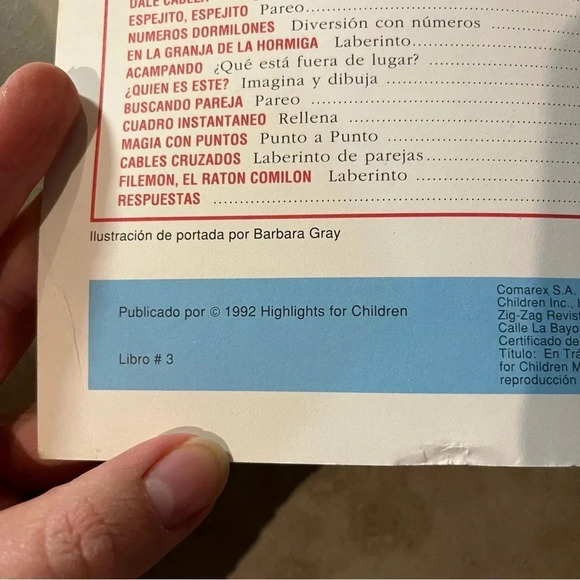 ESPEJITO, ESPEJITO Pareo
NUMEROS DORMILONES Diversión con números
EN LA GRANJA DE LA HORMIGA Laberinto
ACAMPANDO ¿Qué está fuera de lugar?
¿QUIEN ES ESTE? Imagina y dibuja
BUSCANDO PAREJA Pareo
CUADRO INSTANTANEO Rellena
MAGIA CON PUNTOS Punto a Punto
CABLES CRUZADOS Laberinto de parejas
FILEMON, EL RATON COMILON Laberinto
RESPUESTAS
Ilustración de portada por Barbara Gray
Publicado por © 1992 Highlights for Children
Libro # 3
Comarex S.A.
Children Inc.,
Zig-Zag
Calle La
Certificado de
Título: En
for Children
reproducción